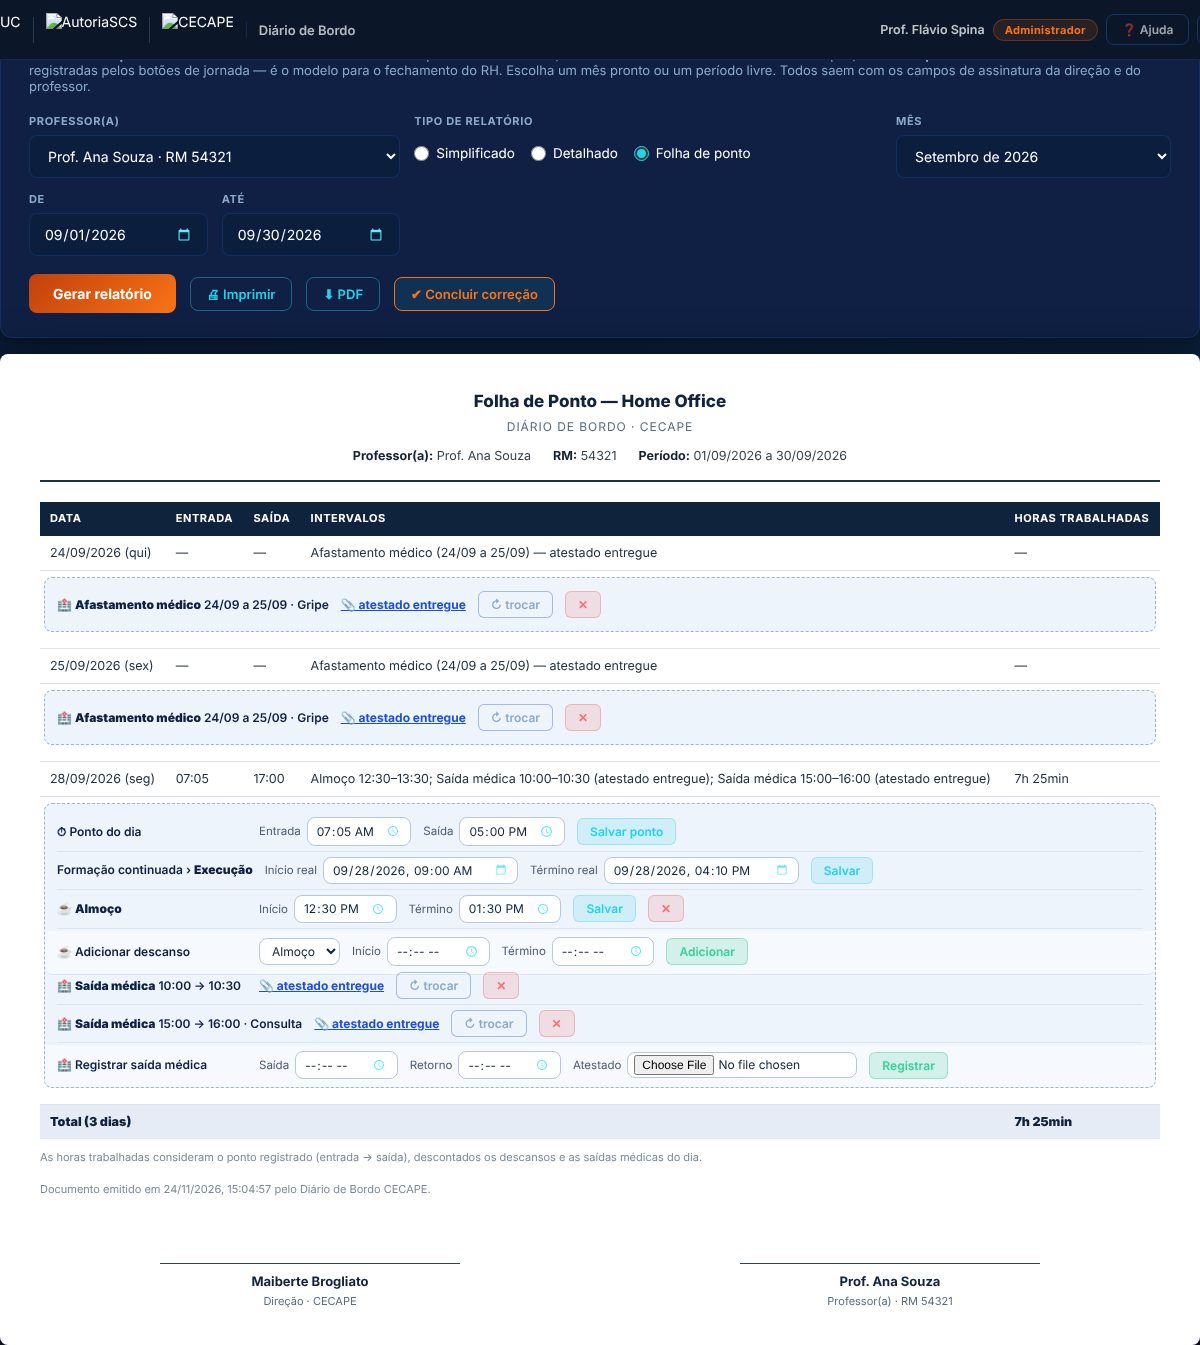 UC AutoriaSCS CECAPE Diário de Bordo Prof. Flávio Spina Administrador ❓ Ajuda
registradas pelos botões de jornada — é o modelo para o fechamento do RH. Escolha um mês pronto ou um período livre. Todos saem com os campos de assinatura da direção e do
professor.
PROFESSOR(A) TIPO DE RELATÓRIO MÊS
Prof. Ana Souza · RM 54321 Simplificado Detalhado Folha de ponto Setembro de 2026
DE ATÉ
09/01/2026 09/30/2026
Gerar relatório 🖨 Imprimir ⬇ PDF ✔ Concluir correção
Folha de Ponto — Home Office
DIÁRIO DE BORDO · CECAPE
Professor(a): Prof. Ana Souza RM: 54321 Período: 01/09/2026 a 30/09/2026
DATA ENTRADA SAÍDA INTERVALOS HORAS TRABALHADAS
24/09/2026 (qui) — — Afastamento médico (24/09 a 25/09) — atestado entregue —
🏥 Afastamento médico 24/09 a 25/09 · Gripe 📎 atestado entregue ↻ trocar ✕
25/09/2026 (sex) — — Afastamento médico (24/09 a 25/09) — atestado entregue —
🏥 Afastamento médico 24/09 a 25/09 · Gripe 📎 atestado entregue ↻ trocar ✕
28/09/2026 (seg) 07:05 17:00 Almoço 12:30–13:30; Saída médica 10:00–10:30 (atestado entregue); Saída médica 15:00–16:00 (atestado entregue) 7h 25min
⏱ Ponto do dia Entrada 07:05 AM Saída 05:00 PM Salvar ponto
Formação continuada › Execução Início real 09/28/2026, 09:00 AM Término real 09/28/2026, 04:10 PM Salvar
☕ Almoço Início 12:30 PM Término 01:30 PM Salvar ✕
☕ Adicionar descanso Almoço Início --:-- -- Término --:-- -- Adicionar
🏥 Saída médica 10:00 → 10:30 📎 atestado entregue ↻ trocar ✕
🏥 Saída médica 15:00 → 16:00 · Consulta 📎 atestado entregue ↻ trocar ✕
🏥 Registrar saída médica Saída --:-- -- Retorno --:-- -- Atestado Choose File No file chosen Registrar
Total (3 dias) 7h 25min
As horas trabalhadas consideram o ponto registrado (entrada → saída), descontados os descansos e as saídas médicas do dia.
Documento emitido em 24/11/2026, 15:04:57 pelo Diário de Bordo CECAPE.
Maiberte Brogliato Prof. Ana Souza
Direção · CECAPE Professor(a) · RM 54321